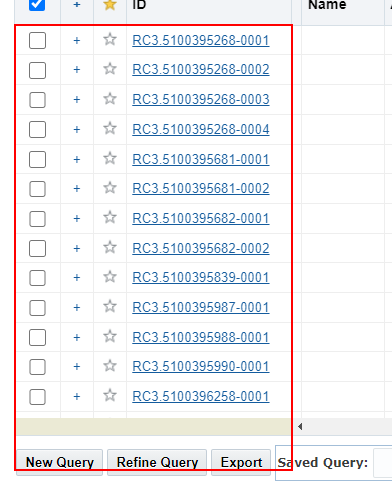 + ID Name
+ RC3.5100395268-0001
+ RC3.5100395268-0002
+ RC3.5100395268-0003
+ RC3.5100395268-0004
+ RC3.5100395681-0001
+ RC3.5100395681-0002
+ RC3.5100395682-0001
+ RC3.5100395682-0002
+ RC3.5100395839-0001
+ RC3.5100395987-0001
+ RC3.5100395988-0001
+ RC3.5100395990-0001
+ RC3.5100396258-0001
New Query Refine Query Export Saved Query: